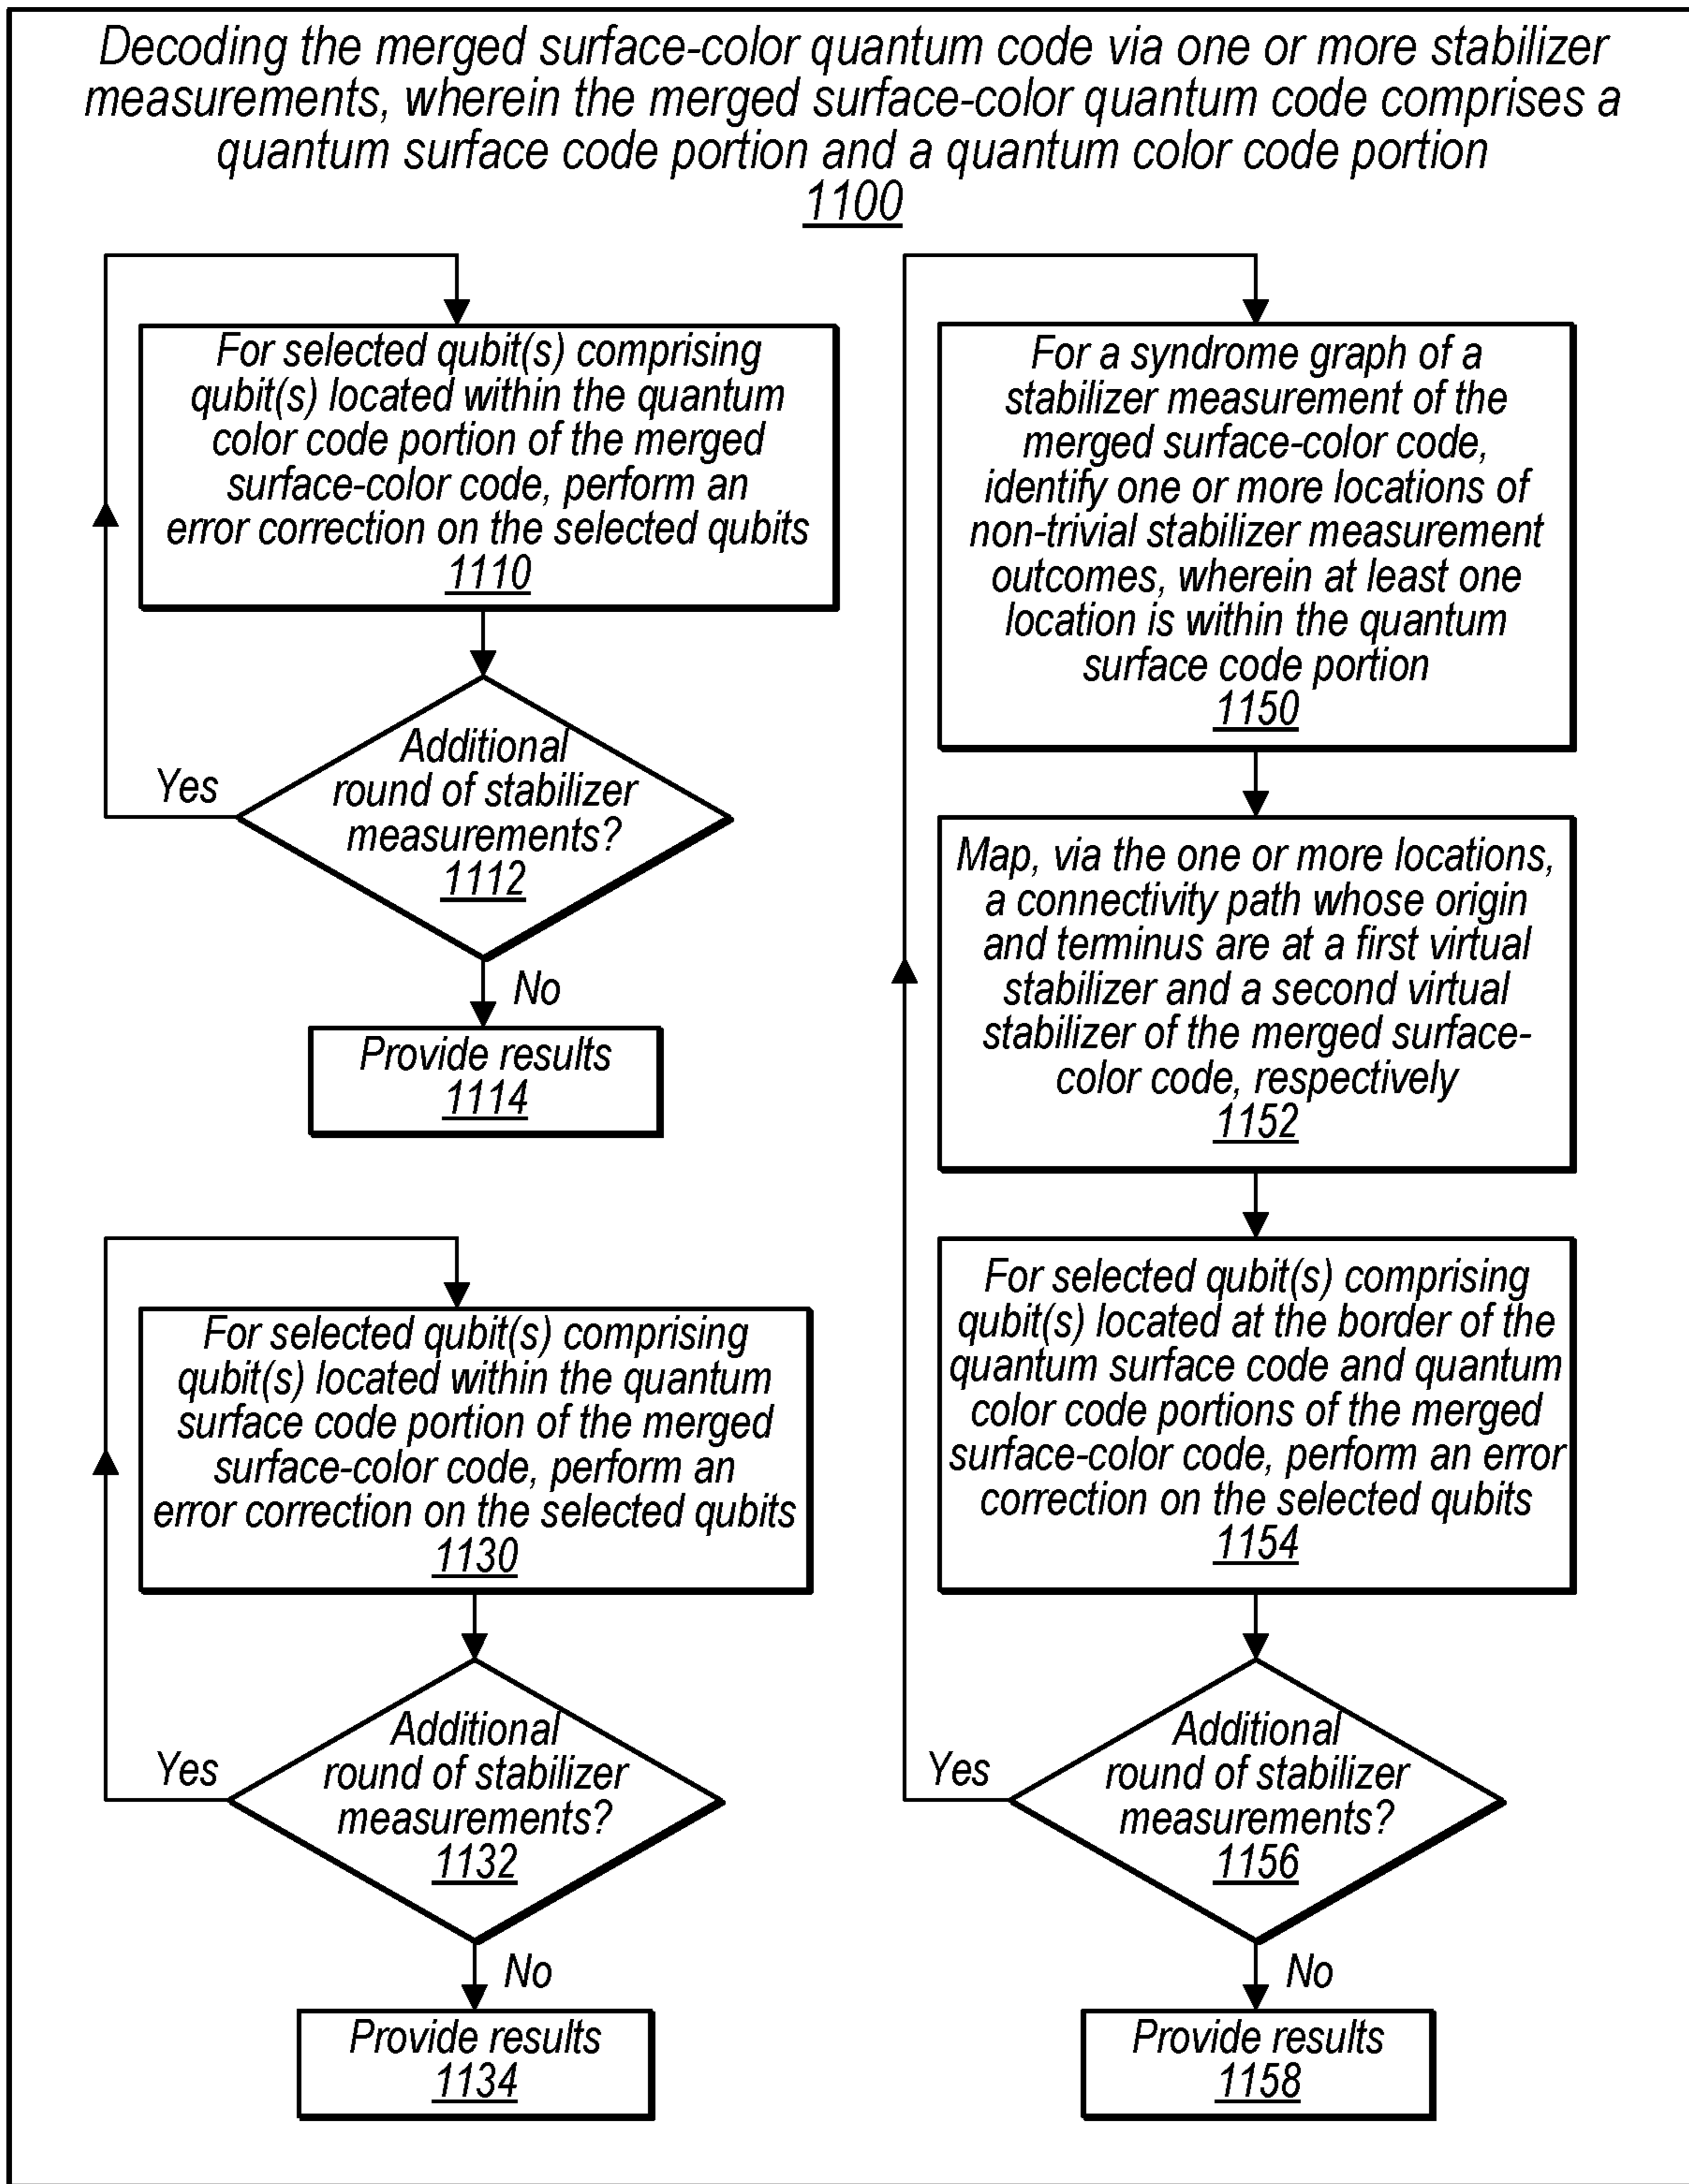 Decoding the merged surface-color quantum code via one or more stabilizer
measurements, wherein the merged surface-color quantum code comprises a
quantum surface code portion and a quantum color code portion
1100
For selected qubit(s) comprising
qubit(s) located within the quantum
color code portion of the merged
surface-color code, perform an
error correction on the selected qubits
1110
Additional
round of stabilizer
measurements?
1112
Yes
No
Provide results
1114
For selected qubit(s) comprising
qubit(s) located within the quantum
surface code portion of the merged
surface-color code, perform an
error correction on the selected qubits
1130
Additional
round of stabilizer
measurements?
1132
Yes
No
Provide results
1134
For a syndrome graph of a
stabilizer measurement of the
merged surface-color code,
identify one or more locations of
non-trivial stabilizer measurement
outcomes, wherein at least one
location is within the quantum
surface code portion
1150
Map, via the one or more locations,
a connectivity path whose origin
and terminus are at a first virtual
stabilizer and a second virtual
stabilizer of the merged surface-
color code, respectively
1152
For selected qubit(s) comprising
qubit(s) located at the border of the
quantum surface code and quantum
color code portions of the merged
surface-color code, perform an error
correction on the selected qubits
1154
Additional
round of stabilizer
measurements?
1156
Yes
No
Provide results
1158